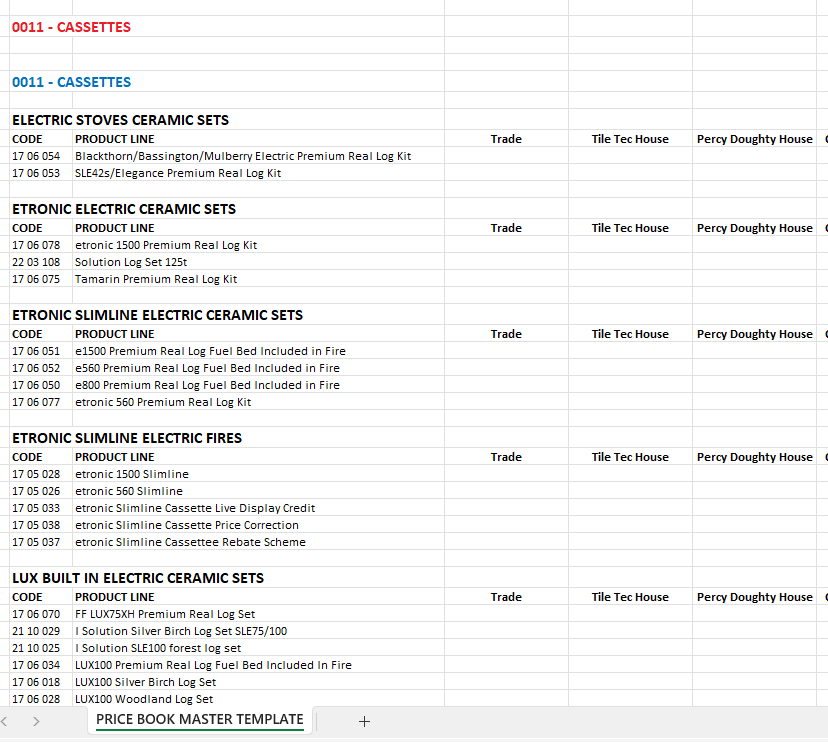 0011 - CASSETTES
0011 - CASSETTES
ELECTRIC STOVES CERAMIC SETS
CODE PRODUCT LINE Trade Tile Tec House Percy Doughty House
17 06 054 Blackthorn/Bassington/Mulberry Electric Premium Real Log Kit
17 06 053 SLE42s/Elegance Premium Real Log Kit
ETRONIC ELECTRIC CERAMIC SETS
CODE PRODUCT LINE Trade Tile Tec House Percy Doughty House
17 06 078 etronic 1500 Premium Real Log Kit
22 03 108 Solution Log Set 125t
17 06 075 Tamarin Premium Real Log Kit
ETRONIC SLIMLINE ELECTRIC CERAMIC SETS
CODE PRODUCT LINE Trade Tile Tec House Percy Doughty House
17 06 051 e1500 Premium Real Log Fuel Bed Included in Fire
17 06 052 e560 Premium Real Log Fuel Bed Included in Fire
17 06 050 e800 Premium Real Log Fuel Bed Included in Fire
17 06 077 etronic 560 Premium Real Log Kit
ETRONIC SLIMLINE ELECTRIC FIRES
CODE PRODUCT LINE Trade Tile Tec House Percy Doughty House
17 05 028 etronic 1500 Slimline
17 05 026 etronic 560 Slimline
17 05 033 etronic Slimline Cassette Live Display Credit
17 05 038 etronic Slimline Cassette Price Correction
17 05 037 etronic Slimline Cassettee Rebate Scheme
LUX BUILT IN ELECTRIC CERAMIC SETS
CODE PRODUCT LINE Trade Tile Tec House Percy Doughty House
17 06 070 FF LUX75XH Premium Real Log Set
21 10 029 I Solution Silver Birch Log Set SLE75/100
21 10 025 I Solution SLE100 forest log set
17 06 034 LUX100 Premium Real Log Fuel Bed Included In Fire
17 06 018 LUX100 Silver Birch Log Set
17 06 028 LUX100 Woodland Log Set
PRICE BOOK MASTER TEMPLATE